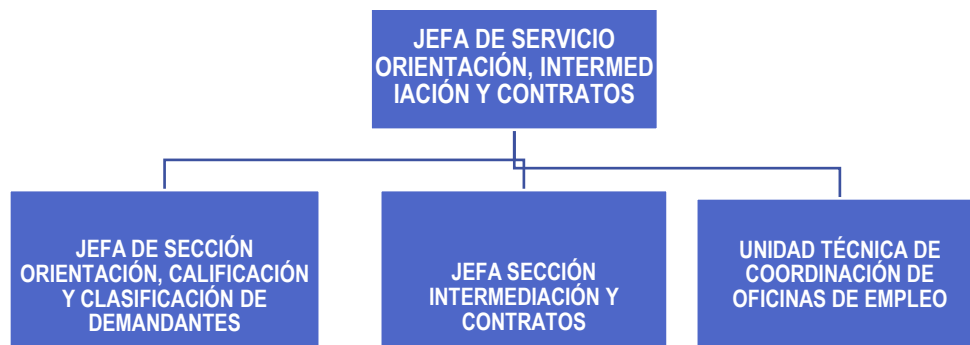 JEFA DE SERVICIO
ORIENTACIÓN, INTERMED
IACIÓN Y CONTRATOS
JEFA DE SECCIÓN
ORIENTACIÓN, CALIFICACIÓN
Y CLASIFICACIÓN DE
DEMANDANTES
JEFA SECCIÓN
INTERMEDIACIÓN Y
CONTRATOS
UNIDAD TÉCNICA DE
COORDINACIÓN DE
OFICINAS DE EMPLEO